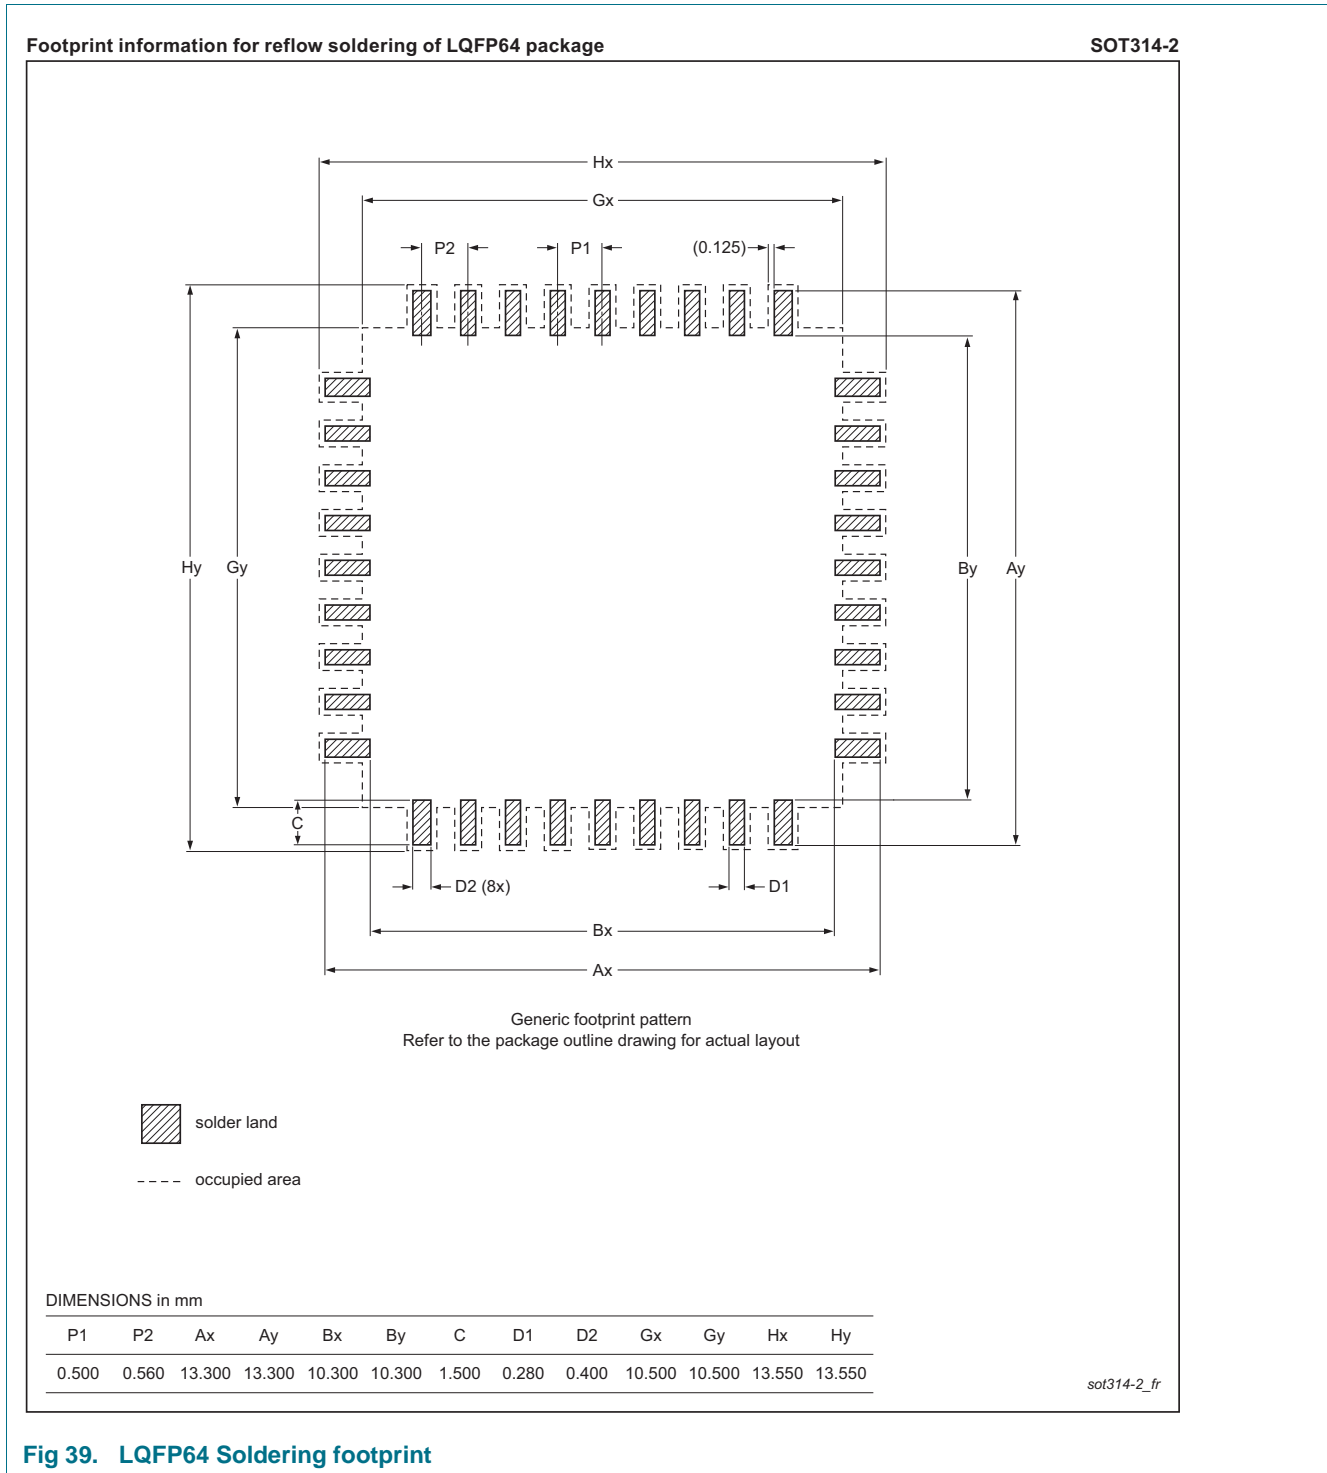 Footprint information for reflow soldering of LQFP64 package SOT314-2
Hx
Gx
P2 P1 (0.125)
Hy Gy By Ay
C
D2 (8x) D1
Bx
Ax
Generic footprint pattern
Refer to the package outline drawing for actual layout
solder land
occupied area
DIMENSIONS in mm
P1 P2 Ax Ay Bx By C D1 D2 Gx Gy Hx Hy
0.500 0.560 13.300 13.300 10.300 10.300 1.500 0.280 0.400 10.500 10.500 13.550 13.550
sot314-2_fr
Fig 39. LQFP64 Soldering footprint